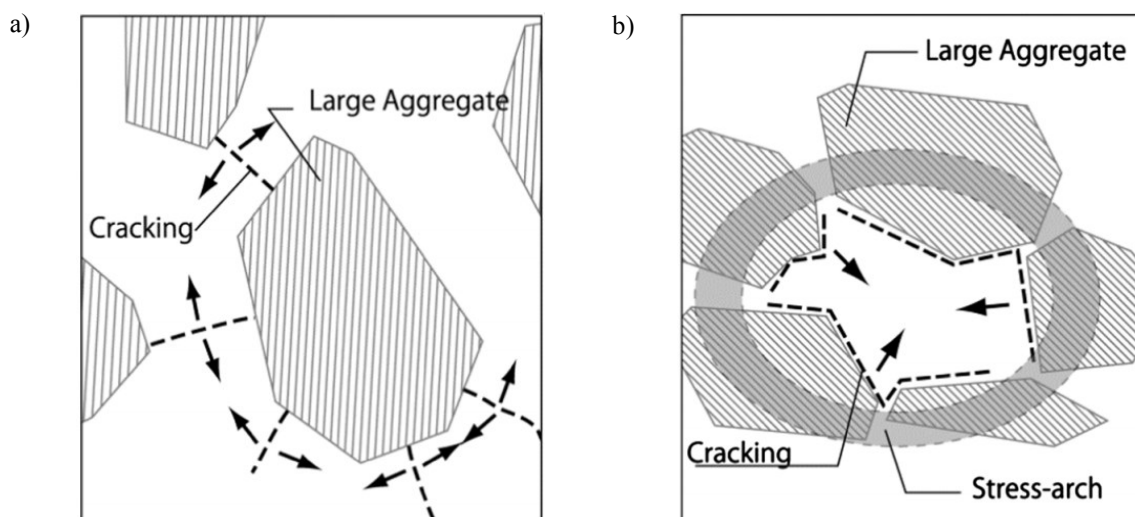 a)
Large Aggregate
Cracking
b)
Large Aggregate
Cracking
Stress-arch